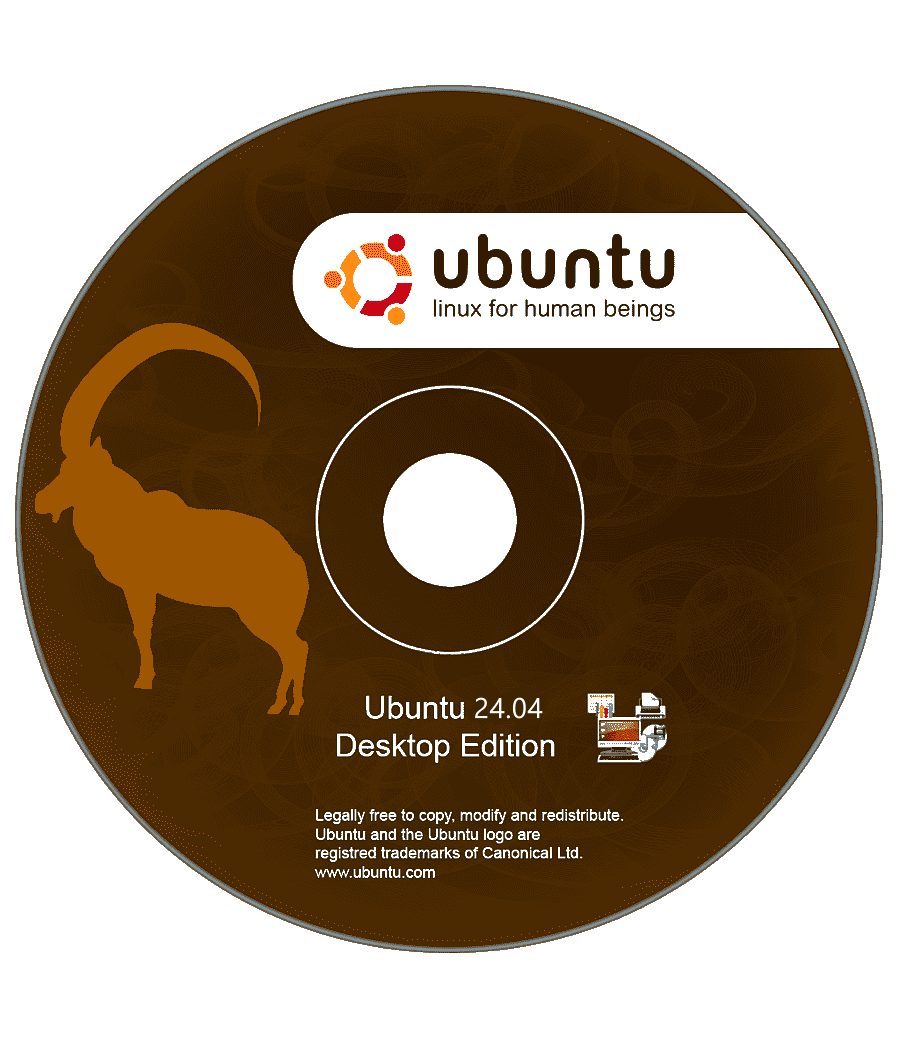 ubuntu
linux for human beings
Ubuntu 24.04
Desktop Edition
Legally free to copy, modify and redistribute.
Ubuntu and the Ubuntu logo are
registred trademarks of Canonical Ltd.
www.ubuntu.com